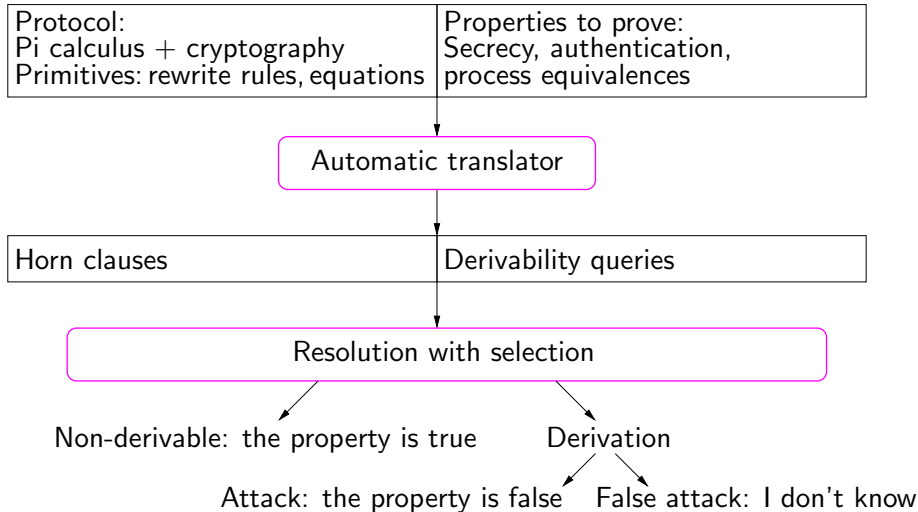 Protocol:
Pi calculus + cryptography
Primitives: rewrite rules, equations
Properties to prove:
Secrecy, authentication,
process equivalences
Automatic translator
Horn clauses
Derivability queries
Resolution with selection
Non-derivable: the property is true
Derivation
Attack: the property is false
False attack: I don't know